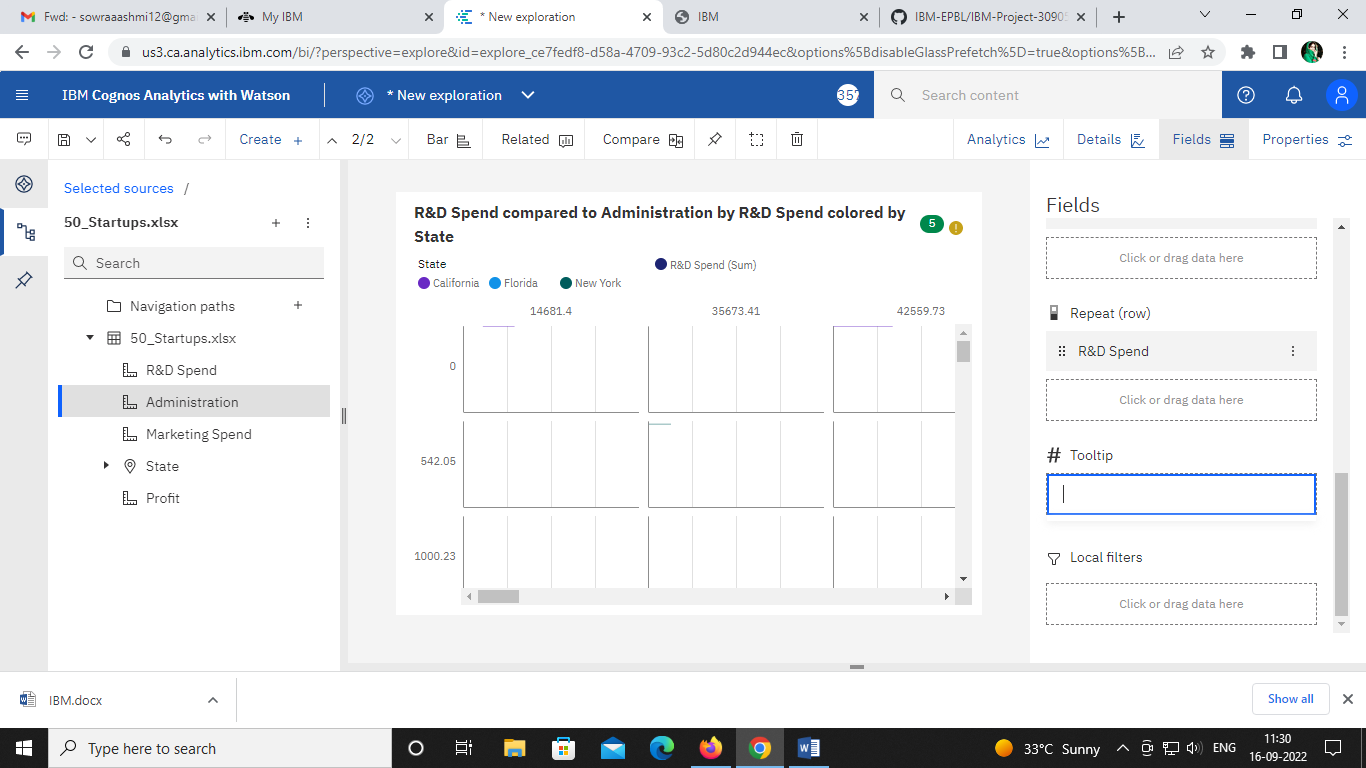 Fwd: - sowraaashmi12@gma
My IBM
* New exploration
IBM
IBM-EPBL/IBM-Project-3090
us3.ca.analytics.ibm.com/bi/?perspective=explore&id=explore_ce7fedf8-d58a-4709-93c2-5d80c2d944ec&options%5BdisableGlassPrefetch%5D=true&options%5B...
IBM Cognos Analytics with Watson
* New exploration
Search content
Create +
2/2
Bar
Related
Compare
Analytics
Details
Fields
Properties
Selected sources /
50_Startups.xlsx
Search
Navigation paths
50_Startups.xlsx
R&D Spend
Administration
Marketing Spend
State
Profit
R&D Spend compared to Administration by R&D Spend colored by
State
5
State
R&D Spend (Sum)
California
Florida
New York
14681.4
35673.41
42559.73
0
542.05
1000.23
Fields
Click or drag data here
Repeat (row)
R&D Spend
Click or drag data here
# Tooltip
Local filters
Click or drag data here
IBM.docx
Show all
Type here to search
33°C Sunny
ENG
11:30
16-09-2022